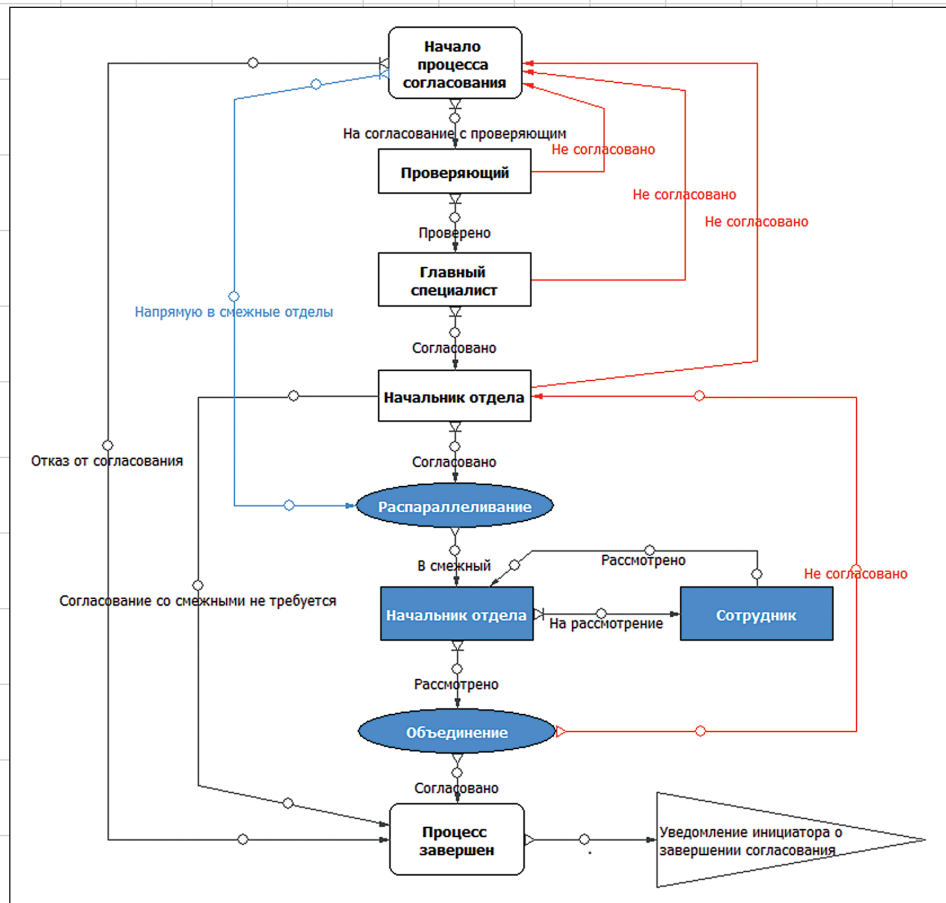 Начало
процесса
согласования
На согласование с проверяющим
Не согласовано
Проверяющий
Не согласовано
Не согласовано
Проверено
Главный
специалист
Напрямую в смежные отделы
Согласовано
Начальник отдела
Отказ от согласования
Согласовано
Распараллеливание
В смежный
Рассмотрено
Не согласовано
Согласование со смежными не требуется
Начальник отдела
На рассмотрение
Сотрудник
Рассмотрено
Объединение
Согласовано
Процесс
завершен
Уведомление инициатора о
завершении согласования
.